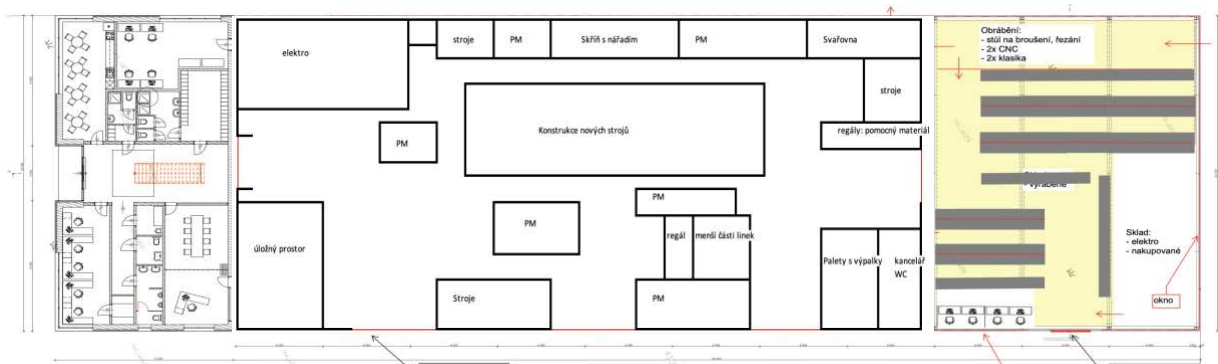 Obrábění:
- stůl na broušení, řezání
- 2x CNC
- 2x klasika
elektro
stroje
PM
Skříň s nářadím
PM
Svařovna
stroje
Konstrukce nových strojů
regály: pomocný materiál
PM
- vyráběné
PM
PM
úložný prostor
regál
menší části linek
Palety s výpalky
kancelář
WC
Sklad:
- elektro
- nakupované
Stroje
PM
okno